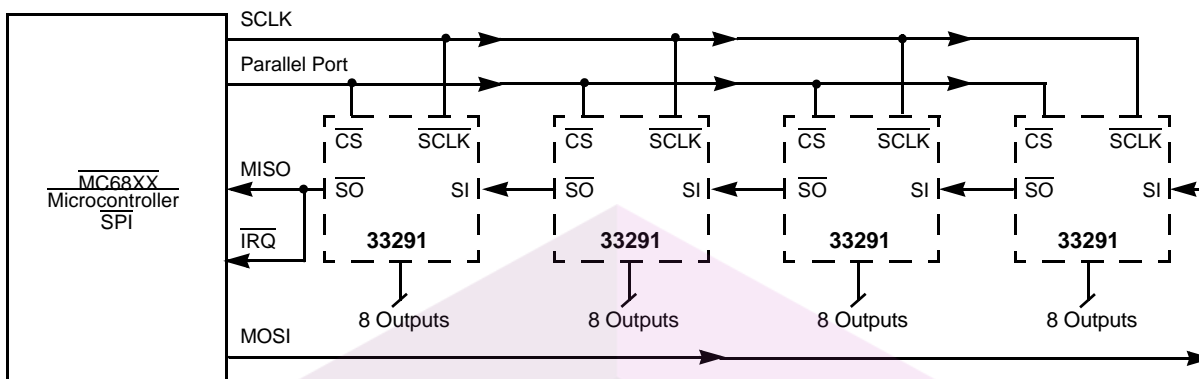 SCLK
Parallel Port
CS SCLK CS SCLK CS SCLK CS SCLK
MISO
SO SI SO SI SO SI SO SI
MC68XX
Microcontroller
SPI
IRQ
33291 33291 33291 33291
8 Outputs 8 Outputs 8 Outputs 8 Outputs
MOSI